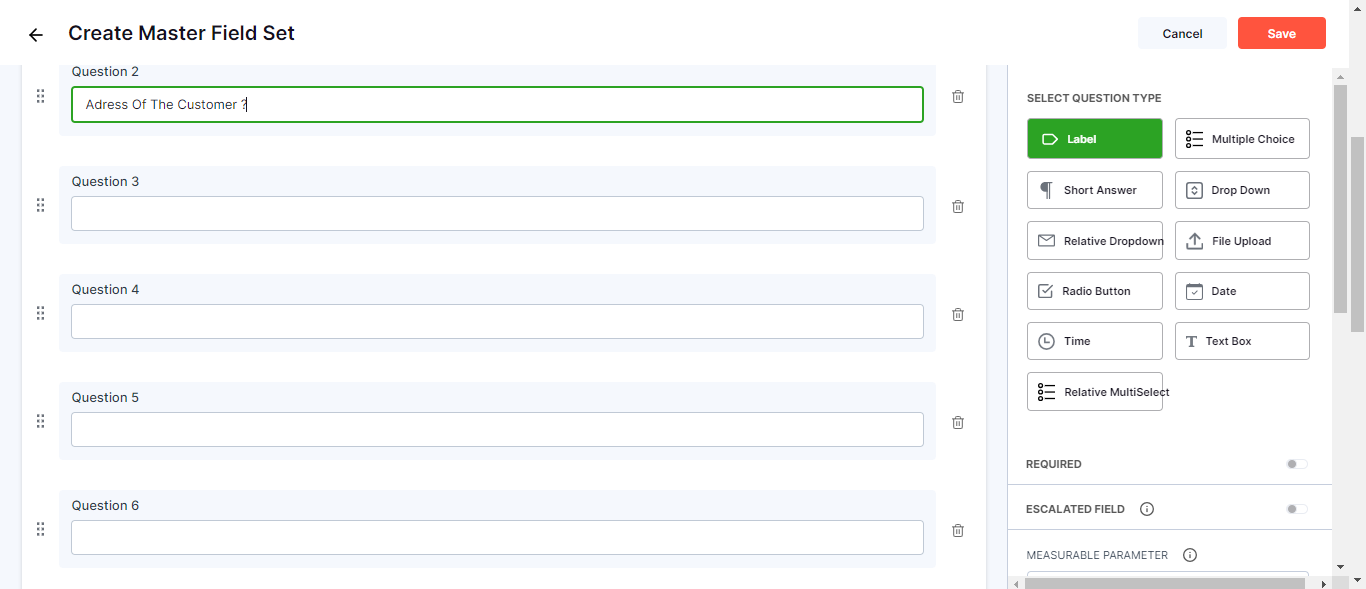 Create Master Field Set
Cancel
Save
Question 2
Adress Of The Customer ?
Question 3
Question 4
Question 5
Question 6
SELECT QUESTION TYPE
Label
Multiple Choice
Short Answer
Drop Down
Relative Dropdown
File Upload
Radio Button
Date
Time
Text Box
Relative MultiSelect
REQUIRED
ESCALATED FIELD
MEASURABLE PARAMETER